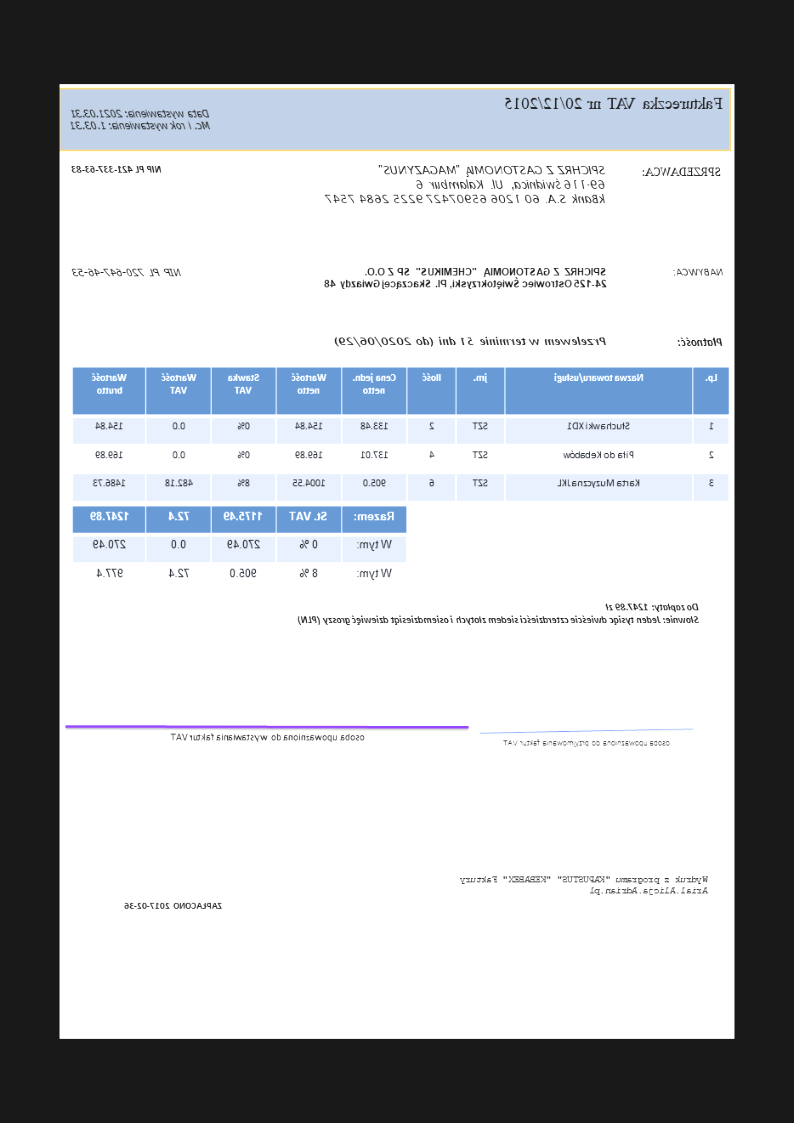 Faktureczka VAT nr 20/12/2015
Data wystawienia: 2021.03.31
Mc. i rok wystawienia: 1.03.31
SPRZEDAWCA: SPICHRZ Z GASTONOMIĄ "MAGAZYNUS" NIP PL 421-337-63-83
69-116 Świdnica, Ul. Kalambur 6
kBank S.A. 60 1206 65907427 9225 2684 7547
NABYWCA: SPICHRZ Z GASTONOMIĄ "CHEMIKUS" SP Z O.O. NIP PL 720-647-46-53
24-125 Ostrowiec Świętokrzyski, Pl. Skaczącej Gwiazdy 48
Płatność: Przelewem w terminie 51 dni (do 2020/06/29)
Lp. Nazwa towaru/usługi jm. Ilość Cena jedn. netto Wartość netto Stawka VAT Wartość VAT Wartość brutto
1 Słuchawki XD1 SZT 2 133.48 154.84 0% 0.0 154.84
2 Piła do Kebabów SZT 4 137.01 169.89 0% 0.0 169.89
3 Karta Muzyczna JKL SZT 6 905.0 1004.55 8% 482.18 1486.73
Razem: St. VAT 1175.49 72.4 1247.89
W tym: 0 % 270.49 0.0 270.49
W tym: 8 % 905.0 72.4 977.4
Do zapłaty: 1247.89 zł
Słownie: Jeden tysiąc dwieście czterdzieści siedem złotych i osiemdziesiąt dziewięć groszy (PLN)
osoba upoważniona do przyjmowania faktur VAT
osoba upoważniona do wystawiania faktur VAT
Wydruk z programu "KAPUSTUS" "KEBABEX" Faktury
Arial.Alicja.Adrian.pl
ZAPŁACONO 2017-02-36